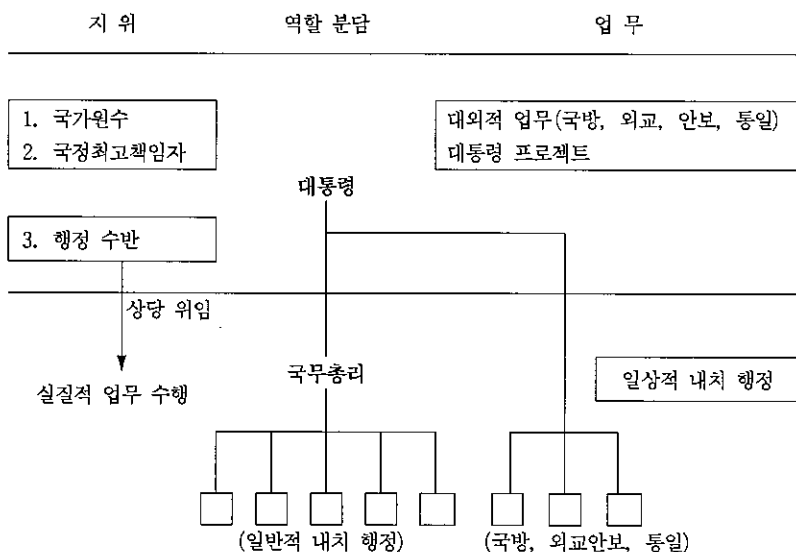 지 위 역할 분담 업 무
1. 국가원수
2. 국정최고책임자
대외적 업무(국방, 외교, 안보, 통일)
대통령 프로젝트
대통령
3. 행정 수반
상당 위임
실질적 업무 수행
국무총리
일상적 내치 행정
(일반적 내치 행정) (국방, 외교안보, 통일)